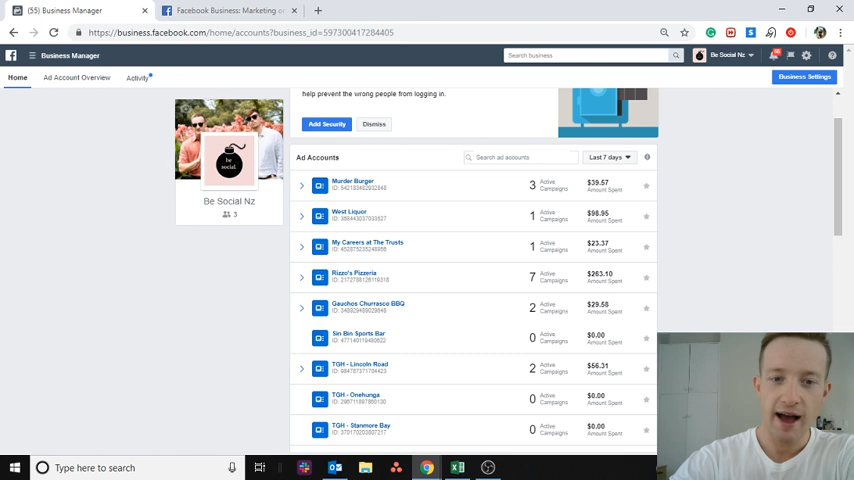 (55) Business Manager
Facebook Business: Marketing o
https://business.facebook.com/home/accounts?business_id=597300417284405
Business Manager
Search business
Be Social Nz
Home
Ad Account Overview
Activity
Business Settings
help prevent the wrong people from logging in.
Add Security
Dismiss
be social.
Be Social Nz
3
Ad Accounts
Search ad accounts
Last 7 days
Murder Burger
3 Active Campaigns
$39.57 Amount Spent
West Liquor
1 Active Campaigns
$98.95 Amount Spent
My Careers at The Trusts
1 Active Campaigns
$23.37 Amount Spent
Rizzo's Pizzeria
7 Active Campaigns
$263.10 Amount Spent
Gauchos Churrasco BBQ
2 Active Campaigns
$29.58 Amount Spent
Sin Bin Sports Bar
0 Active Campaigns
$0.00 Amount Spent
TGH - Lincoln Road
2 Active Campaigns
$56.31 Amount Spent
TGH - Onehunga
0 Active Campaigns
$0.00 Amount Spent
TGH - Stanmore Bay
0 Active Campaigns
$0.00 Amount Spent
Type here to search